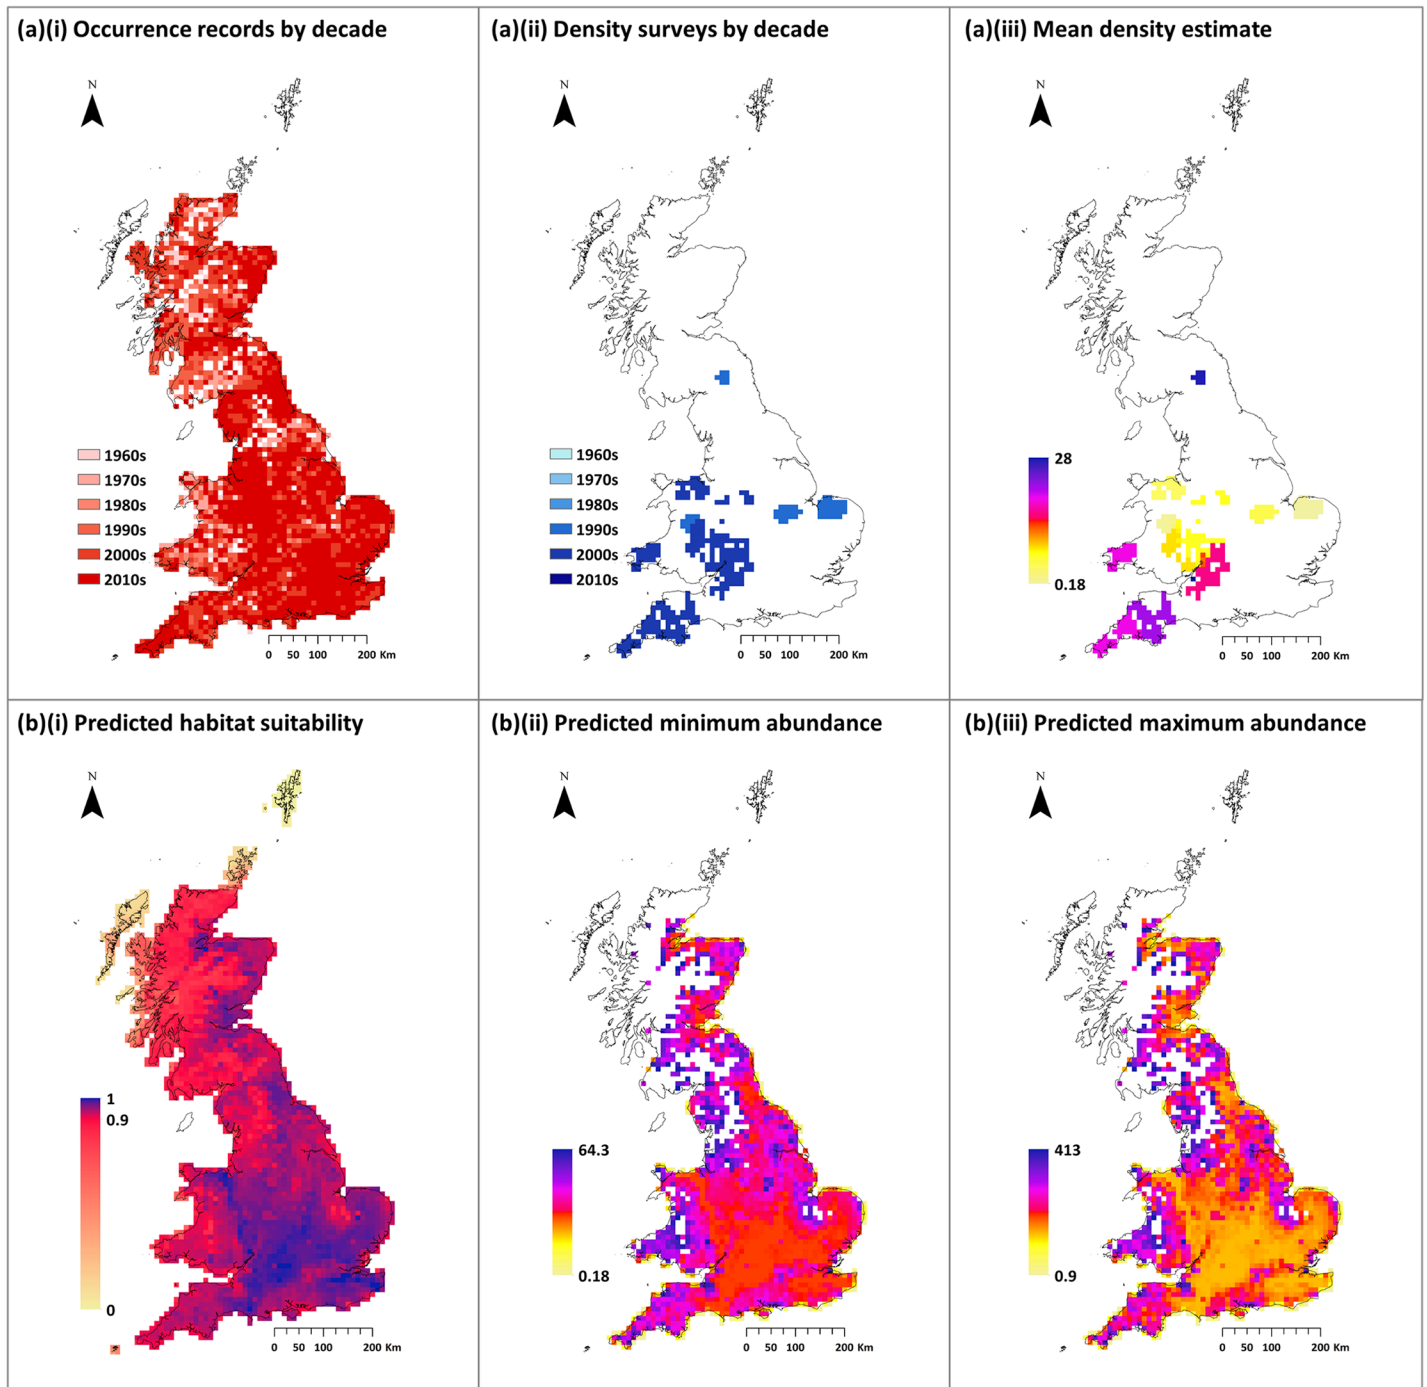 (a)(i) Occurrence records by decade
N
1960s
1970s
1980s
1990s
2000s
2010s
0 50 100 200 Km
(a)(ii) Density surveys by decade
N
1960s
1970s
1980s
1990s
2000s
2010s
0 50 100 200 Km
(a)(iii) Mean density estimate
N
28
0.18
0 50 100 200 Km
(b)(i) Predicted habitat suitability
N
1
0.9
0
0 50 100 200 Km
(b)(ii) Predicted minimum abundance
N
64.3
0.18
0 50 100 200 Km
(b)(iii) Predicted maximum abundance
N
413
0.9
0 50 100 200 Km